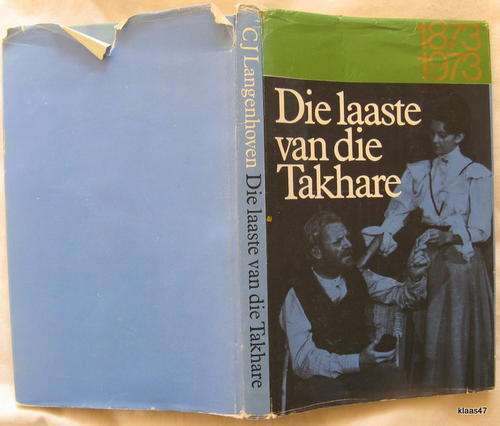 C J Langenhoven Die laaste van die Takhare
1873
1973
Die laaste
van die
Takhare
klaas47